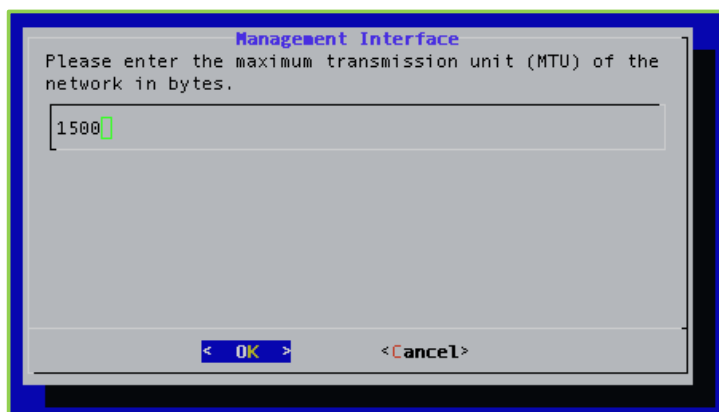 Management Interface
Please enter the maximum transmission unit (MTU) of the
network in bytes.
1500
< OK > <Cancel>